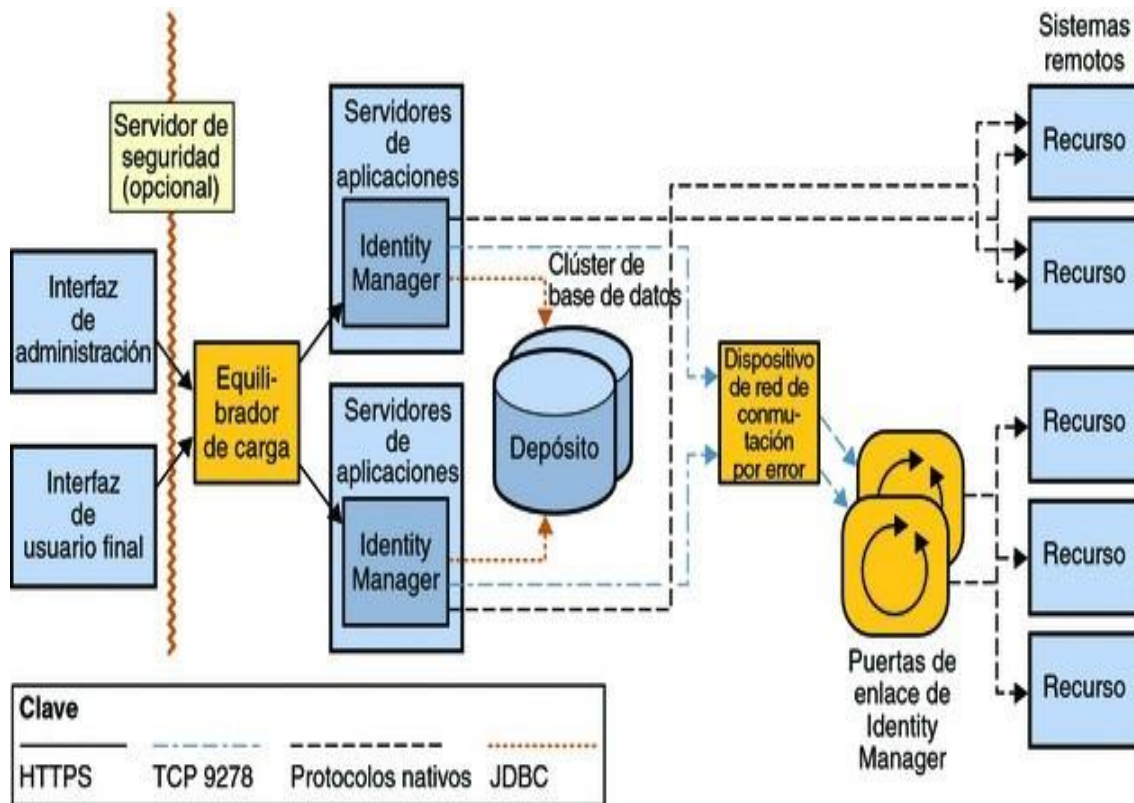 Sistemas
remotos
Servidor de
seguridad
(opcional)
Servidores
de
aplicaciones
Identity
Manager
Recurso
Recurso
Interfaz
de
administración
Clúster de
base de datos
Equili-
brador
de carga
Dispositivo
de red de
conmu-
tación
por error
Depósito
Servidores
de
aplicaciones
Identity
Manager
Interfaz
de
usuario final
Recurso
Recurso
Recurso
Puertas de
enlace de
Identity
Manager
Clave
HTTPS
TCP 9278
Protocolos nativos
JDBC